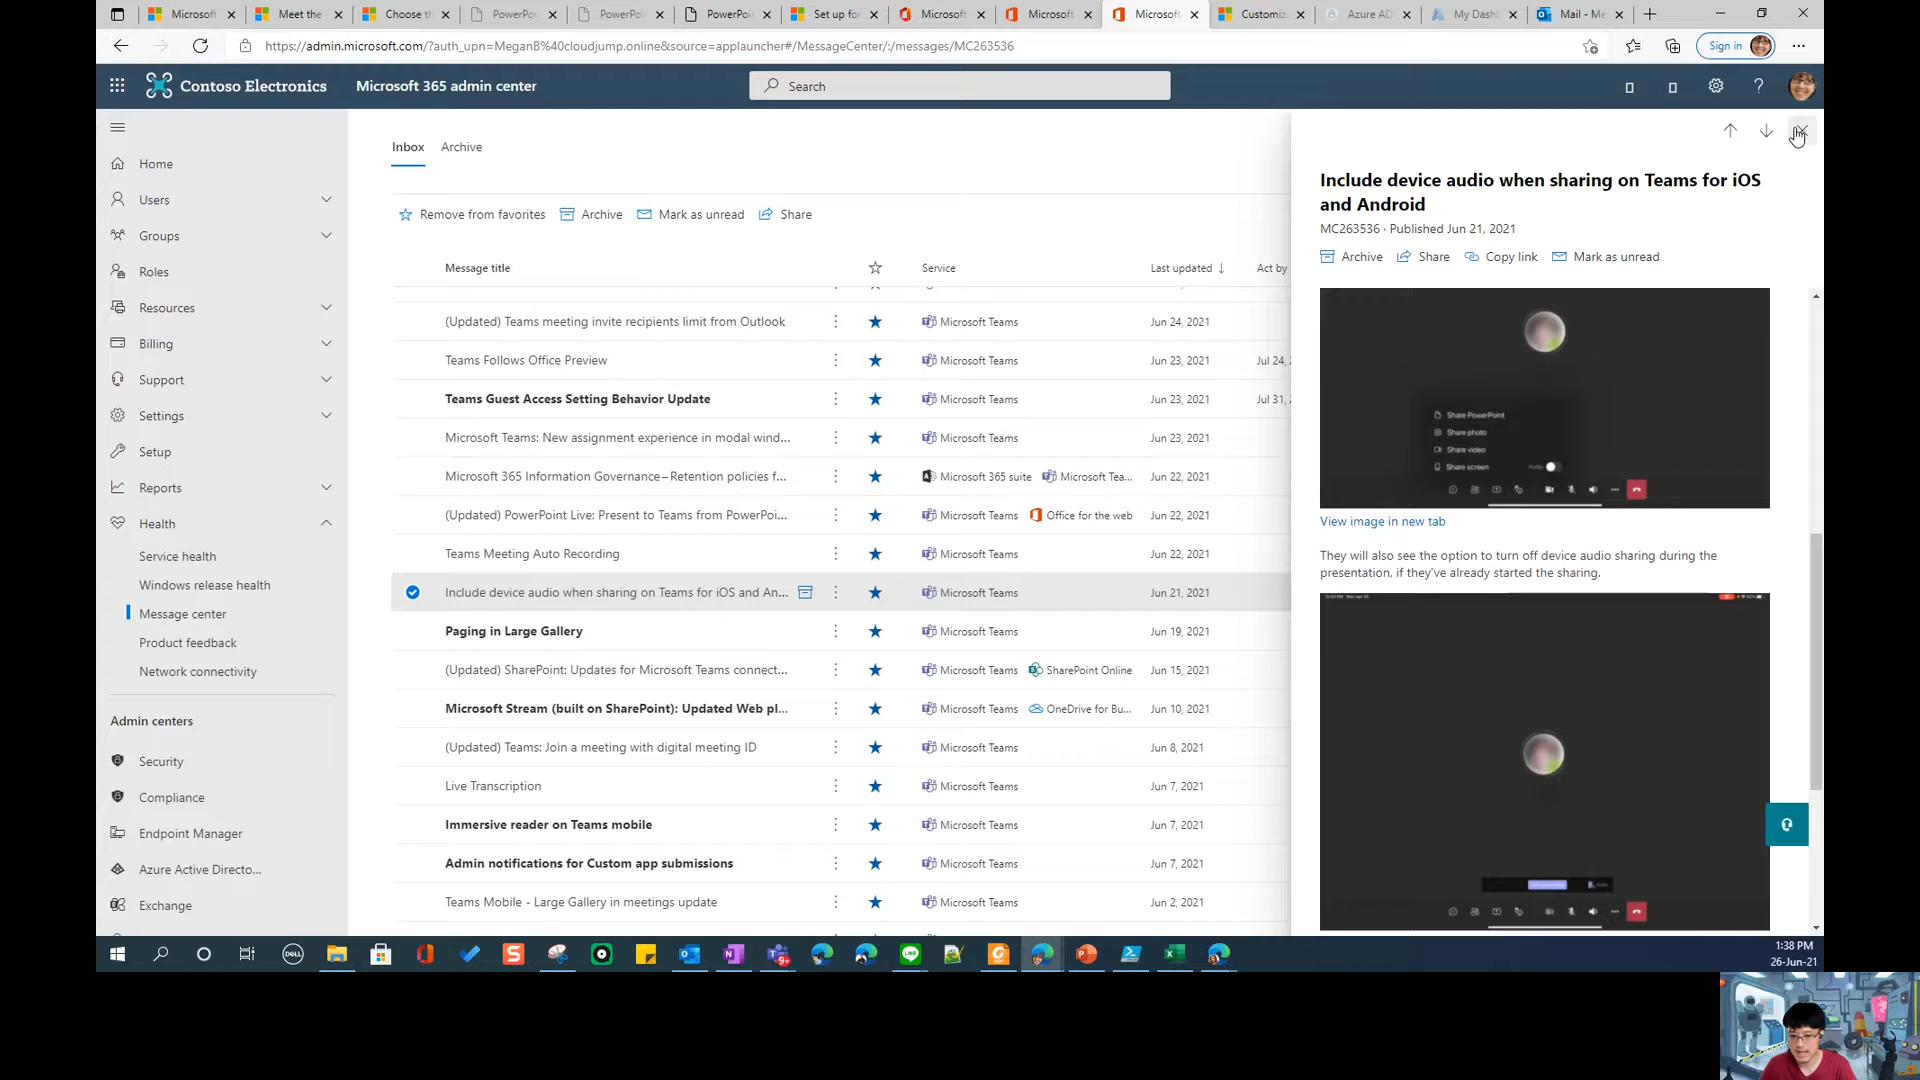 Microsoft
Meet the
Choose th
PowerPo
PowerPoi
PowerPoi
Set up for
Microsoft
Microsoft
Microsoft
Customiz
Azure AD
My Dash
Mail - Me
https://admin.microsoft.com/?auth_upn=MeganB%40cloudjump.online&source=applauncher#/MessageCenter/:/messages/MC263536
Sign in
Contoso Electronics
Microsoft 365 admin center
Search
Home
Users
Groups
Roles
Resources
Billing
Support
Settings
Setup
Reports
Health
Service health
Windows release health
Message center
Product feedback
Network connectivity
Admin centers
Security
Compliance
Endpoint Manager
Azure Active Directo...
Exchange
Inbox Archive
Remove from favorites Archive Mark as unread Share
Message title Service Last updated ↓ Act by
(Updated) Teams meeting invite recipients limit from Outlook Microsoft Teams Jun 24, 2021
Teams Follows Office Preview Microsoft Teams Jun 23, 2021 Jul 24,
Teams Guest Access Setting Behavior Update Microsoft Teams Jun 23, 2021 Jul 31,
Microsoft Teams: New assignment experience in modal wind... Microsoft Teams Jun 23, 2021
Microsoft 365 Information Governance – Retention policies f... Microsoft 365 suite Microsoft Tea... Jun 22, 2021
(Updated) PowerPoint Live: Present to Teams from PowerPoi... Microsoft Teams Office for the web Jun 22, 2021
Teams Meeting Auto Recording Microsoft Teams Jun 22, 2021
Include device audio when sharing on Teams for iOS and An... Microsoft Teams Jun 21, 2021
Paging in Large Gallery Microsoft Teams Jun 19, 2021
(Updated) SharePoint: Updates for Microsoft Teams connect... Microsoft Teams SharePoint Online Jun 15, 2021
Microsoft Stream (built on SharePoint): Updated Web pl... Microsoft Teams OneDrive for Bu... Jun 10, 2021
(Updated) Teams: Join a meeting with digital meeting ID Microsoft Teams Jun 8, 2021
Live Transcription Microsoft Teams Jun 7, 2021
Immersive reader on Teams mobile Microsoft Teams Jun 7, 2021
Admin notifications for Custom app submissions Microsoft Teams Jun 7, 2021
Teams Mobile - Large Gallery in meetings update Microsoft Teams Jun 2, 2021
Include device audio when sharing on Teams for iOS
and Android
MC263536 · Published Jun 21, 2021
Archive Share Copy link Mark as unread
Share PowerPoint
Share photo
Share video
Share screen Audio
View image in new tab
They will also see the option to turn off device audio sharing during the
presentation, if they've already started the sharing.
DELL
LINE
1:38 PM
26-Jun-21